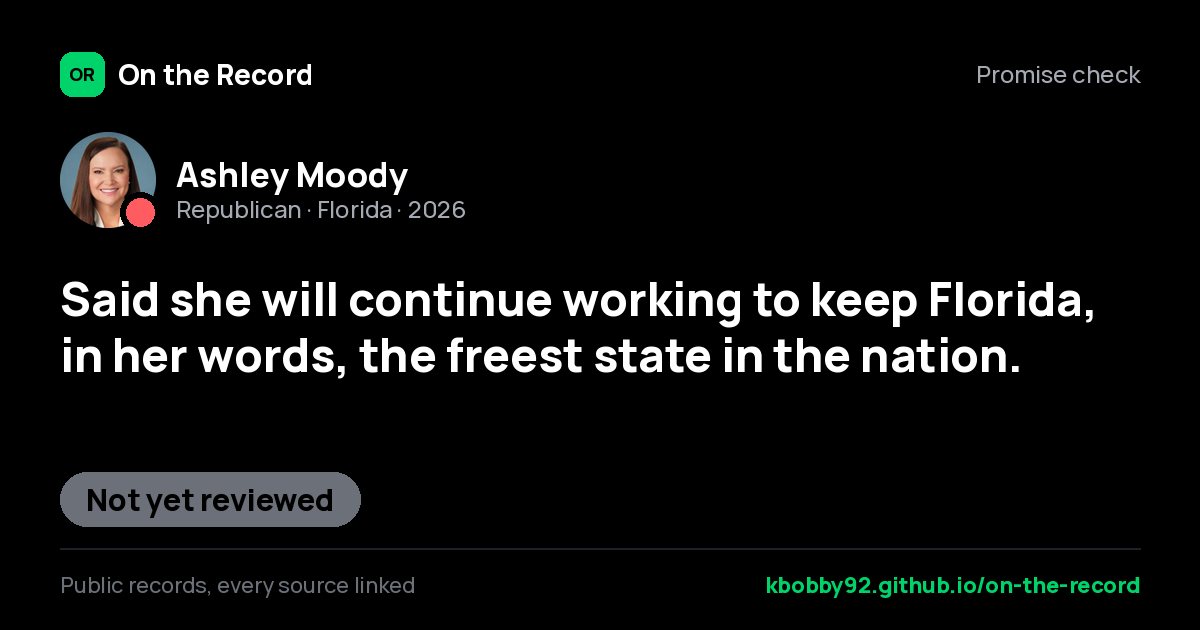 OR On the Record
Promise check
Ashley Moody
Republican · Florida · 2026
Said she will continue working to keep Florida,
in her words, the freest state in the nation.
Not yet reviewed
Public records, every source linked
kbobby92.github.io/on-the-record